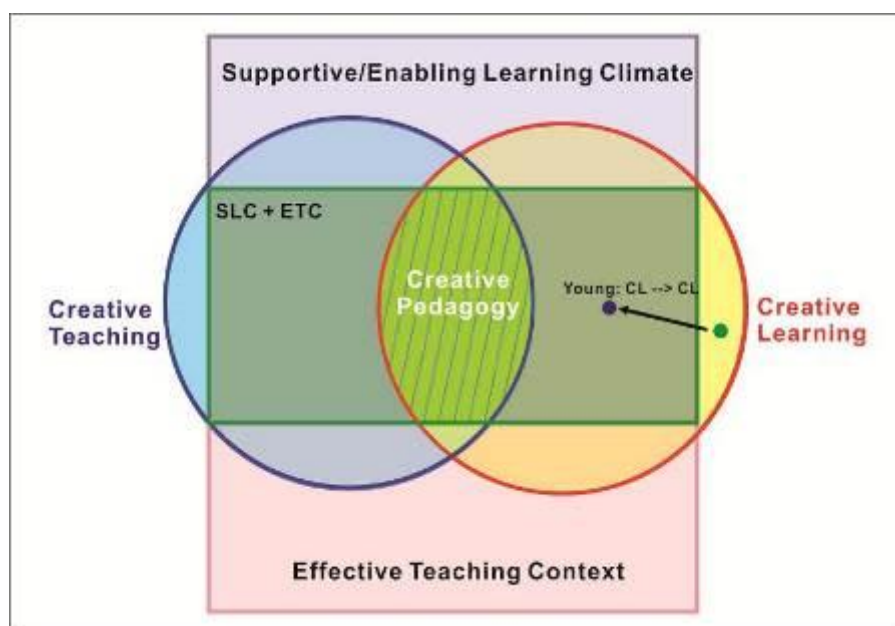 Supportive/Enabling Learning Climate
SLC + ETC
Creative
Pedagogy
Young: CL --> CL
Creative
Teaching
Creative
Learning
Effective Teaching Context